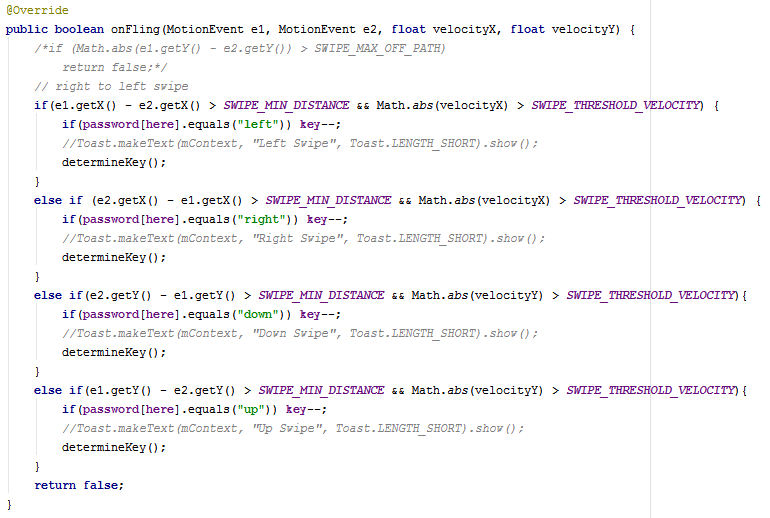 @Override
public boolean onFling(MotionEvent e1, MotionEvent e2, float velocityX, float velocityY) {
    /*if (Math.abs(e1.getY() - e2.getY()) > SWIPE_MAX_OFF_PATH)
        return false;*/
    // right to left swipe
    if(e1.getX() - e2.getX() > SWIPE_MIN_DISTANCE && Math.abs(velocityX) > SWIPE_THRESHOLD_VELOCITY) {
        if(password[here].equals("left")) key--;
        //Toast.makeText(mContext, "Left Swipe", Toast.LENGTH_SHORT).show();
        determineKey();
    }
    else if (e2.getX() - e1.getX() > SWIPE_MIN_DISTANCE && Math.abs(velocityX) > SWIPE_THRESHOLD_VELOCITY) {
        if(password[here].equals("right")) key--;
        //Toast.makeText(mContext, "Right Swipe", Toast.LENGTH_SHORT).show();
        determineKey();
    }
    else if(e2.getY() - e1.getY() > SWIPE_MIN_DISTANCE && Math.abs(velocityY) > SWIPE_THRESHOLD_VELOCITY){
        if(password[here].equals("down")) key--;
        //Toast.makeText(mContext, "Down Swipe", Toast.LENGTH_SHORT).show();
        determineKey();
    }
    else if(e1.getY() - e2.getY() > SWIPE_MIN_DISTANCE && Math.abs(velocityY) > SWIPE_THRESHOLD_VELOCITY){
        if(password[here].equals("up")) key--;
        //Toast.makeText(mContext, "Up Swipe", Toast.LENGTH_SHORT).show();
        determineKey();
    }
    return false;
}